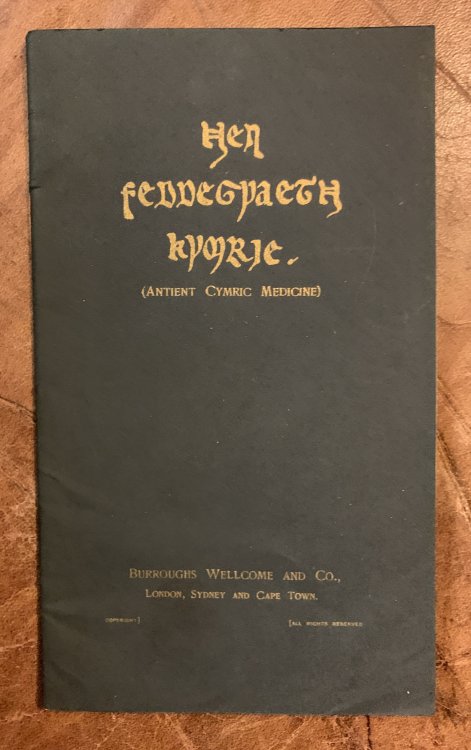 Hen
Feddegyaeth
Kymrie.
(Antient Cymric Medicine)
Burroughs Wellcome and Co.,
London, Sydney and Cape Town.
COPYRIGHT] [ALL RIGHTS RESERVED